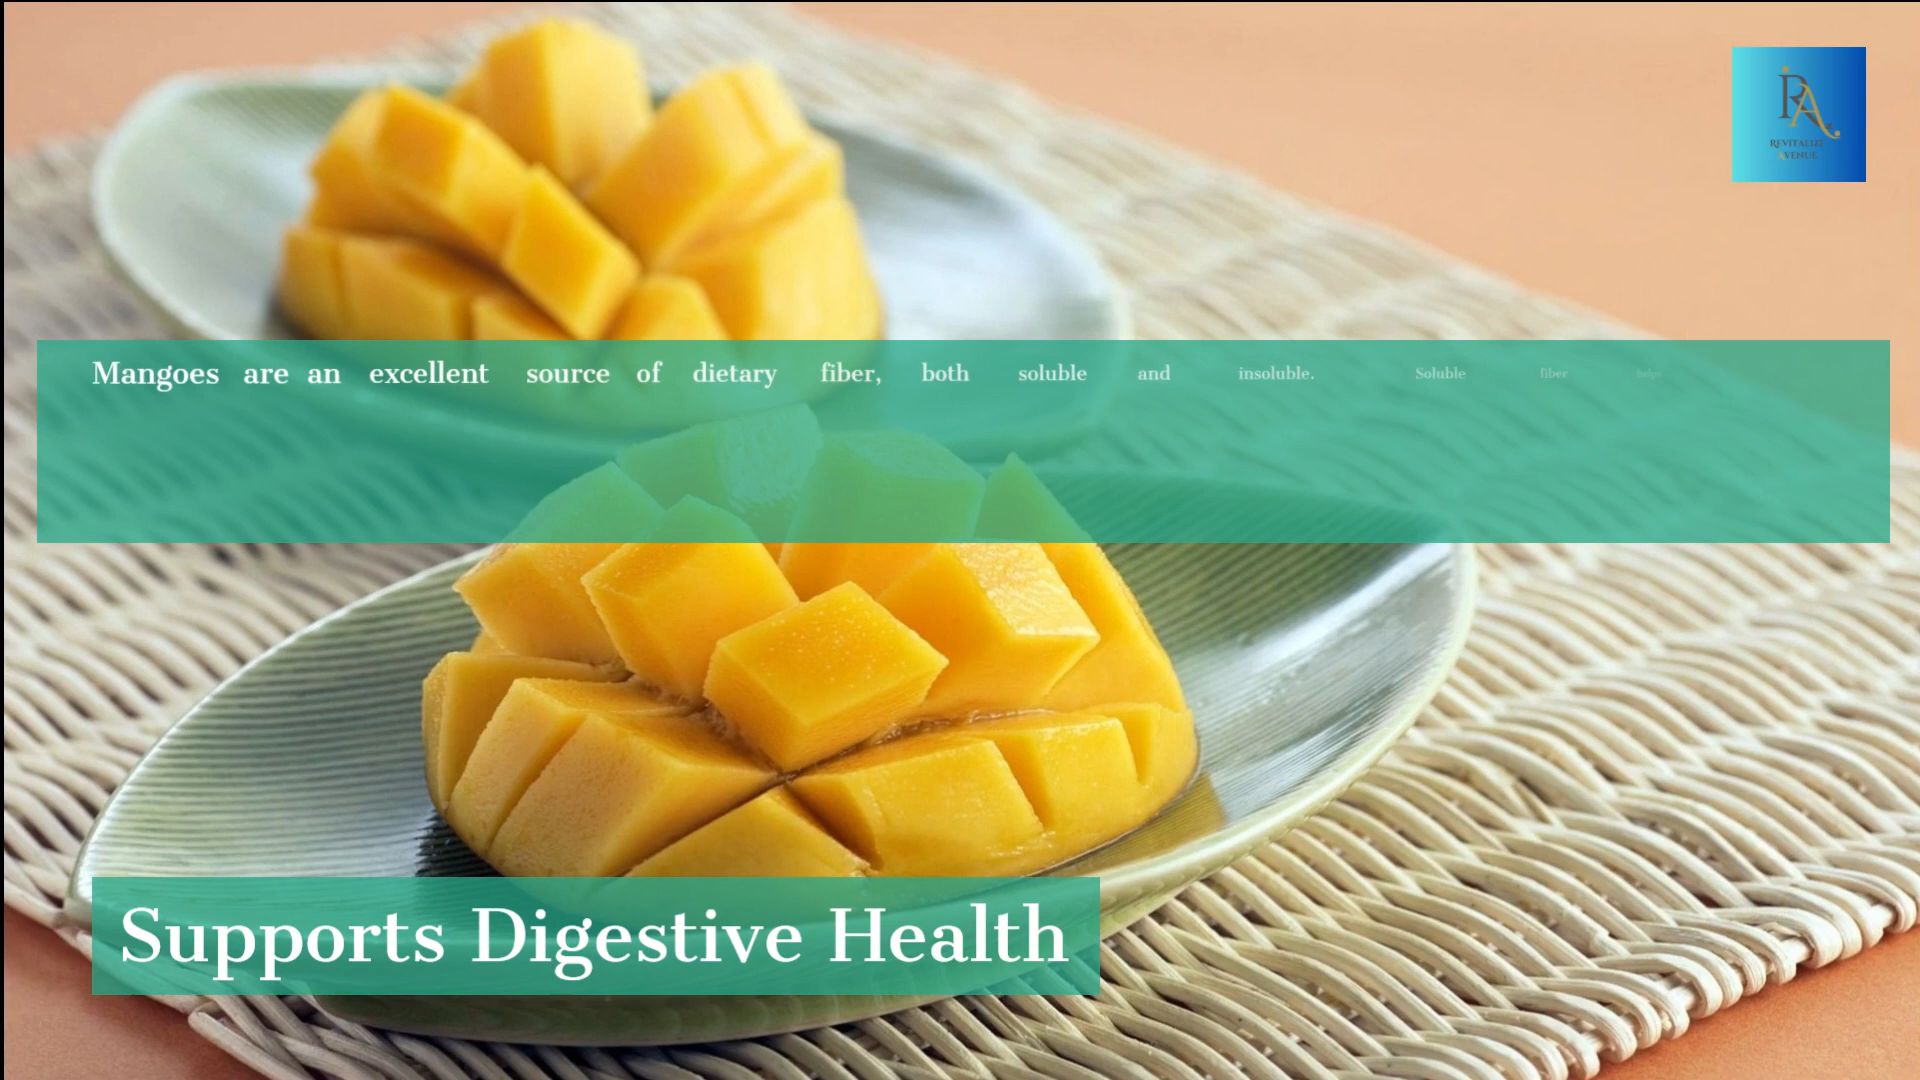 REVITALIZE
AVENUE
Mangoes are an excellent source of dietary fiber, both soluble and insoluble. Soluble fiber helps
Supports Digestive Health